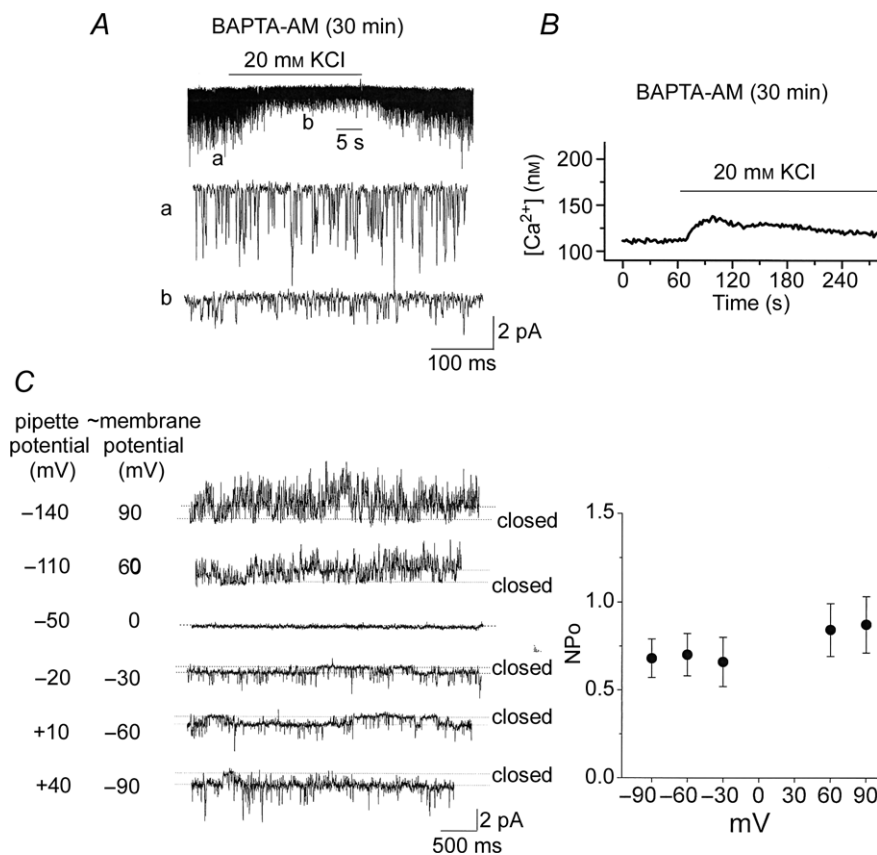 A
BAPTA-AM (30 min)
20 mM KCl
b
5 s
a
a
b
2 pA
100 ms
B
BAPTA-AM (30 min)
20 mM KCl
[Ca2+] (nM)
200
150
100
0 60 120 180 240
Time (s)
C
pipette ~membrane
potential potential
(mV) (mV)
−140 90
closed
−110 60
closed
−50 0
−20 −30
closed
+10 −60
closed
+40 −90
closed
2 pA
500 ms
NPo
1.5
1.0
0.5
0.0
−90 −60 −30 0 30 60 90
mV